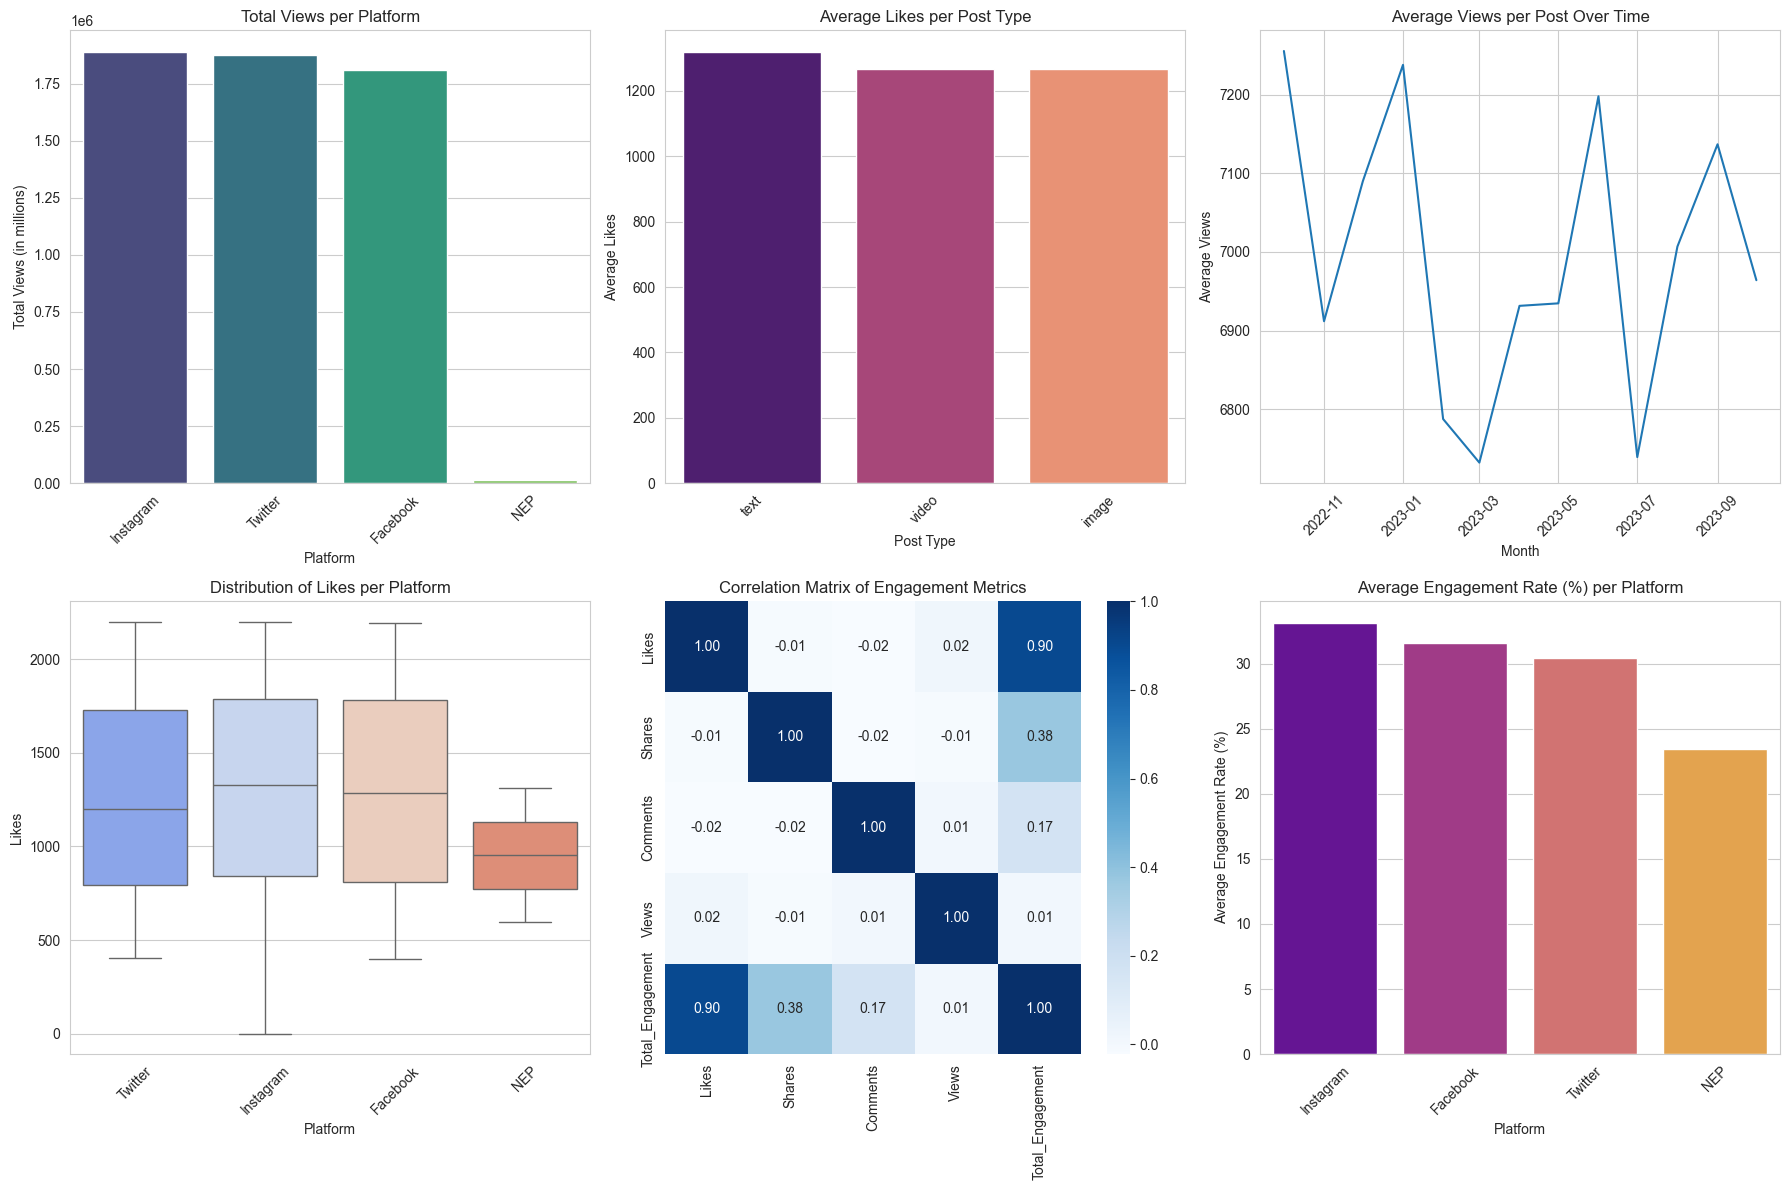 Total Views per Platform
1e6
1.75
1.50
1.25
1.00
0.75
0.50
0.25
0.00
Total Views (in millions)
Instagram
Twitter
Facebook
NEP
Platform
Average Likes per Post Type
1200
1000
800
600
400
200
0
Average Likes
text
video
image
Post Type
Average Views per Post Over Time
7200
7100
7000
6900
6800
Average Views
2022-11
2023-01
2023-03
2023-05
2023-07
2023-09
Month
Distribution of Likes per Platform
2000
1500
1000
500
0
Likes
Twitter
Instagram
Facebook
NEP
Platform
Correlation Matrix of Engagement Metrics
Likes
1.00 -0.01 -0.02 0.02 0.90
Shares
-0.01 1.00 -0.02 -0.01 0.38
Comments
-0.02 -0.02 1.00 0.01 0.17
Views
0.02 -0.01 0.01 1.00 0.01
Total_Engagement
0.90 0.38 0.17 0.01 1.00
Likes
Shares
Comments
Views
Total_Engagement
1.0
0.8
0.6
0.4
0.2
0.0
Average Engagement Rate (%) per Platform
30
25
20
15
10
5
0
Average Engagement Rate (%)
Instagram
Facebook
Twitter
NEP
Platform